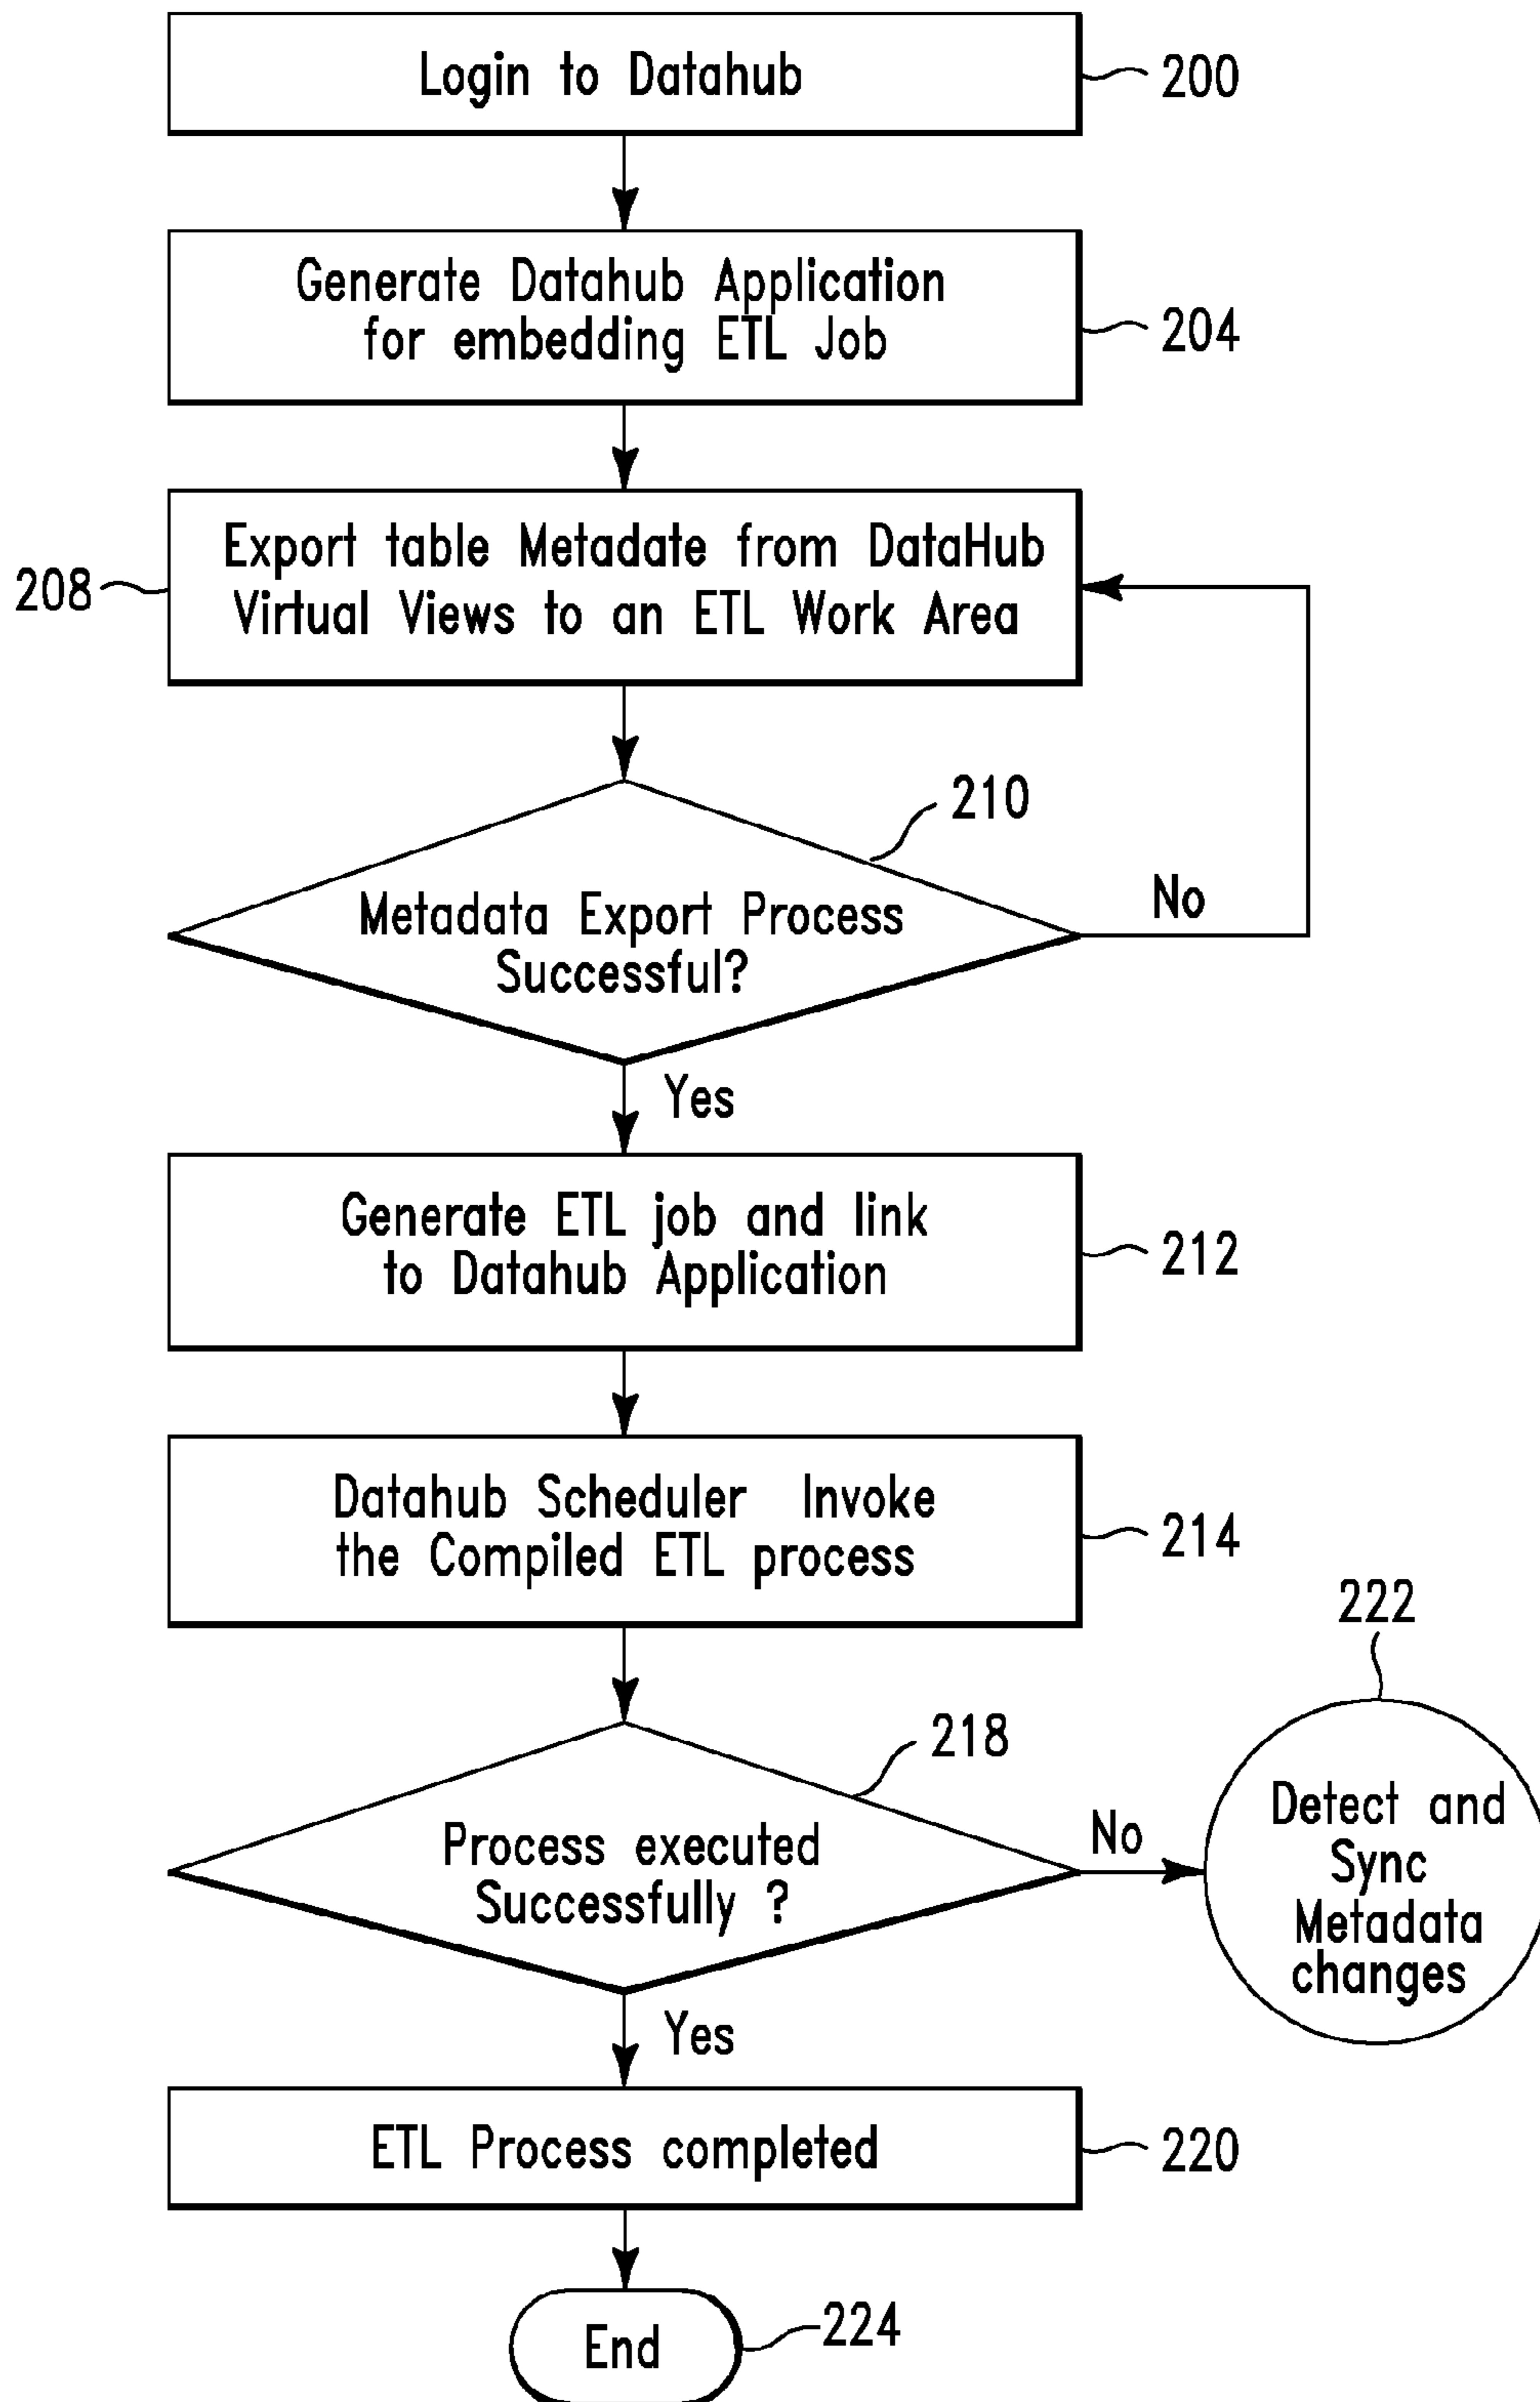 Login to Datahub
200
Generate Datahub Application
for embedding ETL Job
204
Export table Metadate from DataHub
Virtual Views to an ETL Work Area
208
210
Metadata Export Process
Successful?
No
Yes
Generate ETL job and link
to Datahub Application
212
Datahub Scheduler Invoke
the Compiled ETL process
214
218
Process executed
Successfully ?
No
222
Detect and
Sync
Metadata
changes
Yes
ETL Process completed
220
End
224